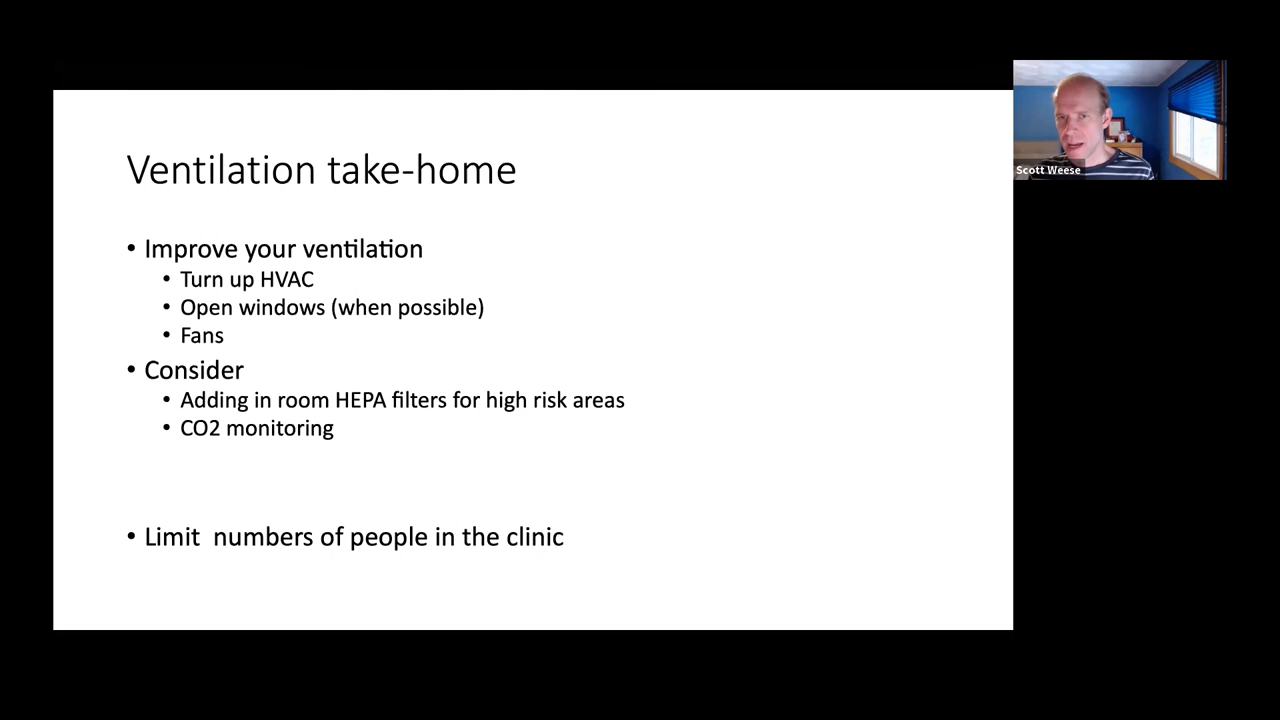 Ventilation take-home
• Improve your ventilation
• Turn up HVAC
• Open windows (when possible)
• Fans
• Consider
• Adding in room HEPA filters for high risk areas
• CO2 monitoring
• Limit  numbers of people in the clinic
Scott Weese